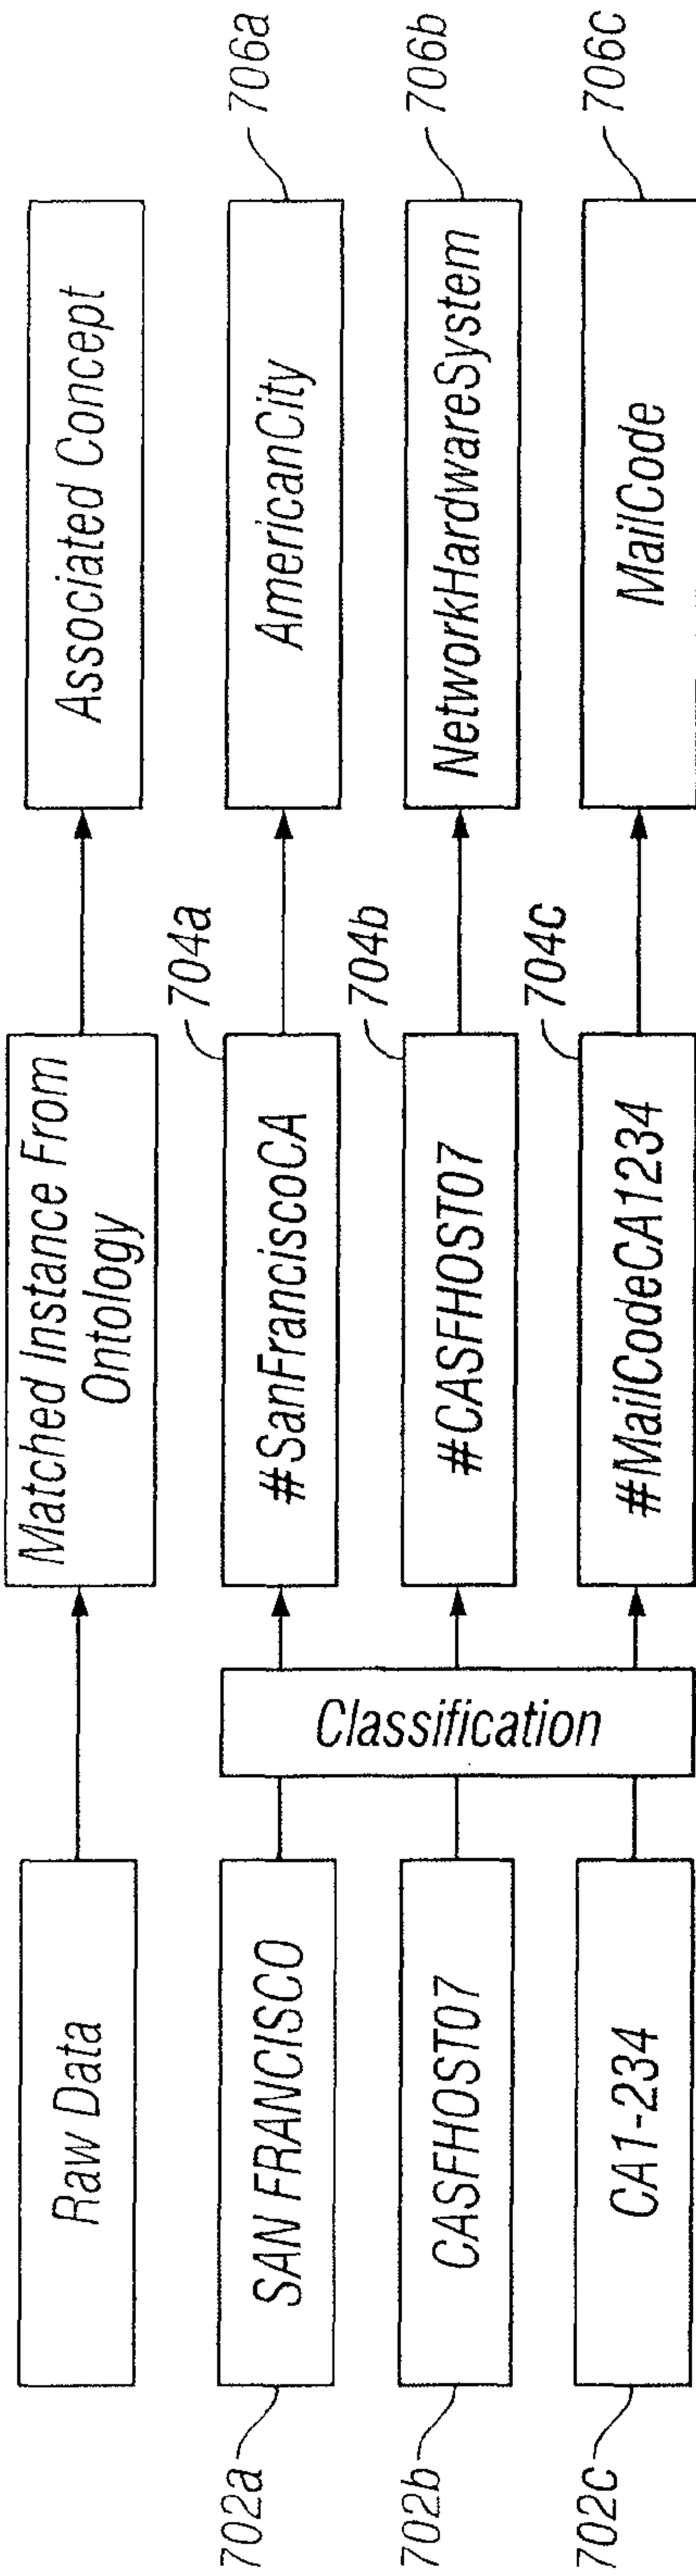 Raw Data
Matched Instance From
Ontology
Associated Concept
702a
SAN FRANCISCO
Classification
704a
#SanFranciscoCA
AmericanCity
706a
702b
CASFHOST07
704b
#CASFHOST07
NetworkHardwareSystem
706b
702c
CA1-234
704c
#MailCodeCA1234
MailCode
706c